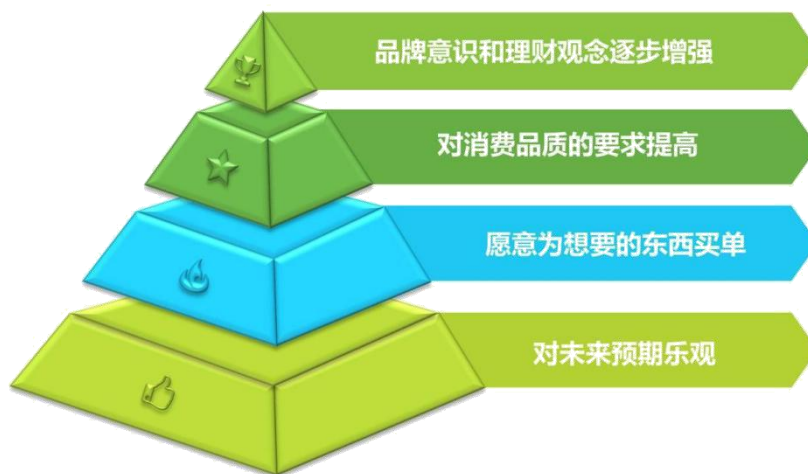 品牌意识和理财观念逐步增强
对消费品质的要求提高
愿意为想要的东西买单
对未来预期乐观